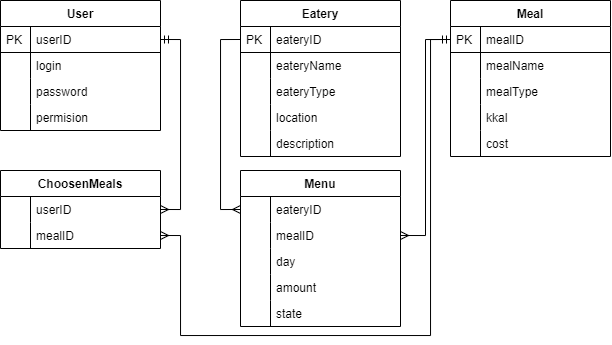 User
PK userID
login
password
permision
Eatery
PK eateryID
eateryName
eateryType
location
description
Meal
PK mealID
mealName
mealType
kkal
cost
ChoosenMeals
userID
mealID
Menu
eateryID
mealID
day
amount
state